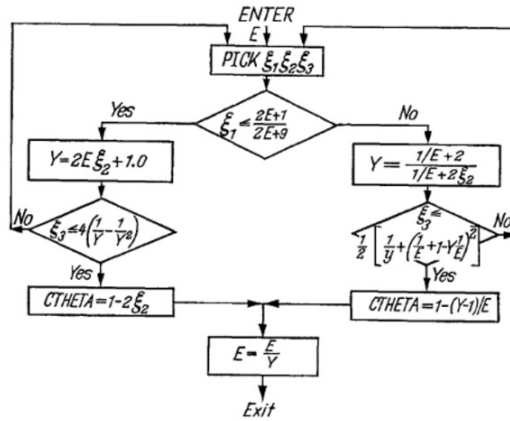 ENTER
E
PICK ξ₁ξ₂ξ₃
Yes
ξ₁ ≤ (2E+1)/(2E+9)
No
Y=2Eξ₂+1.0
Y = (1/E+2)/(1/E+2ξ₂)
No
ξ₃≤4(1/Y - 1/Y²)
ξ₃ ≤
1/2 [1/y+(1/E+1-Y1/E)²]
No
Yes
Yes
CTHETA=1-2ξ₂
CTHETA=1-(Y-1)/E
E= E/Y
Exit